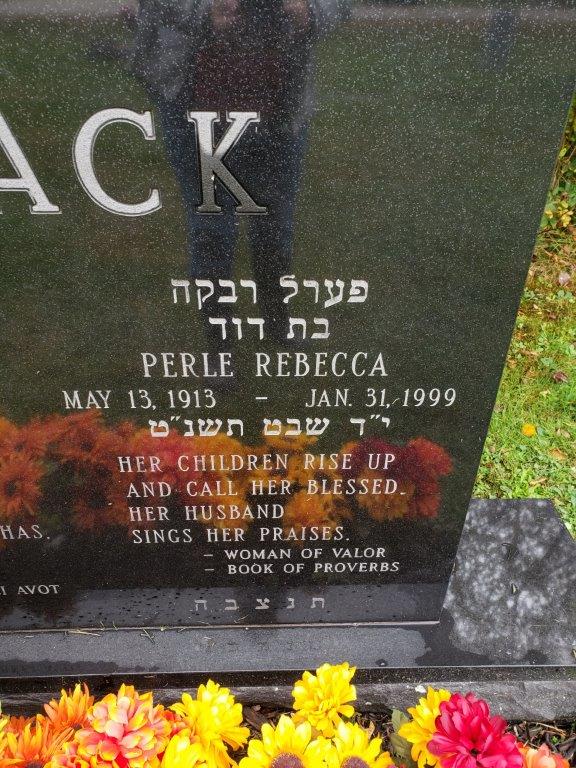 ACK
פערל רבקה
בת דוד
PERLE REBECCA
MAY 13, 1913 – JAN. 31, 1999
י״ד שבט תשנ״ט
HER CHILDREN RISE UP
AND CALL HER BLESSED.
HER HUSBAND
HAS. SINGS HER PRAISES.
– WOMAN OF VALOR
– BOOK OF PROVERBS
I AVOT
תנצבה